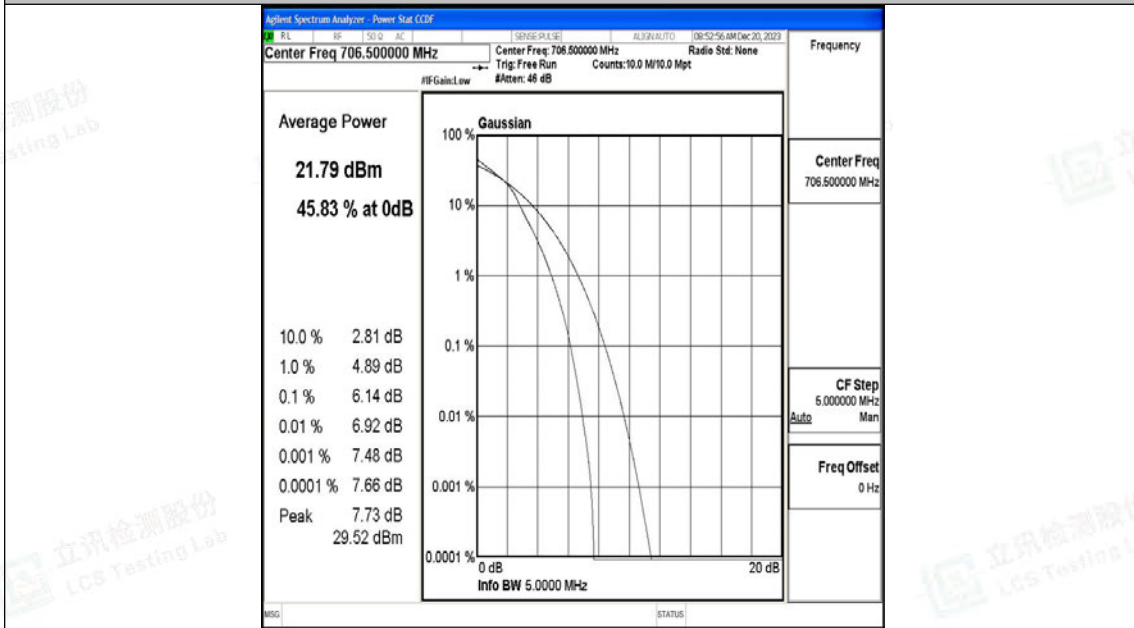 Agilent Spectrum Analyzer - Power Stat CCDF
RL RF 50 Ω AC SENSE:PULSE ALIGNAUTO 08:52:56 AM Dec 20, 2023
Center Freq 706.500000 MHz
Center Freq: 706.500000 MHz Radio Std: None
Trig: Free Run Counts:10.0 M/10.0 Mpt
#IFGain:Low #Atten: 46 dB
Frequency
Average Power
21.79 dBm
45.83 % at 0dB
10.0 % 2.81 dB
1.0 % 4.89 dB
0.1 % 6.14 dB
0.01 % 6.92 dB
0.001 % 7.48 dB
0.0001 % 7.66 dB
Peak 7.73 dB
29.52 dBm
Gaussian
100 %
10 %
1 %
0.1 %
0.01 %
0.001 %
0.0001 %
0 dB 20 dB
Info BW 5.0000 MHz
Center Freq
706.500000 MHz
CF Step
5.000000 MHz
Auto Man
Freq Offset
0 Hz
MSG STATUS
立讯检测股份
LCS Testing Lab